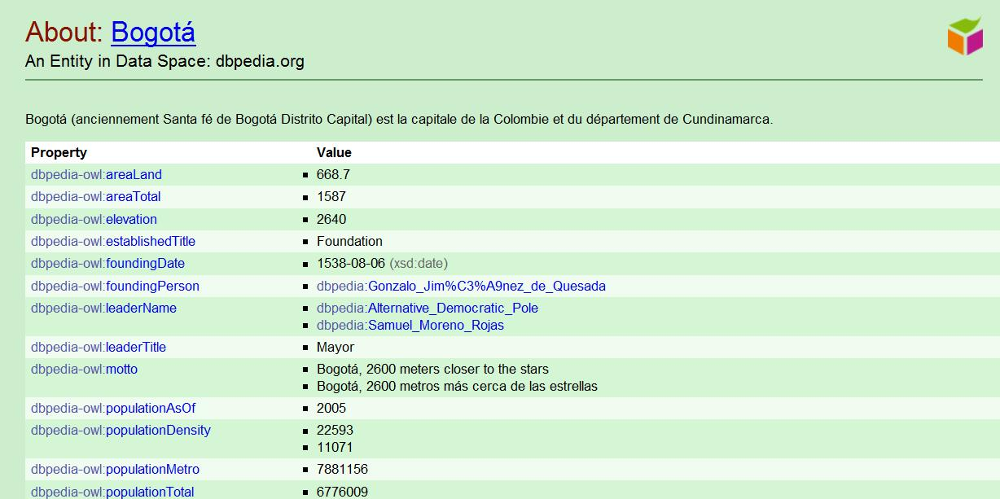 About: Bogotá
An Entity in Data Space: dbpedia.org
Bogotá (anciennement Santa fé de Bogotá Distrito Capital) est la capitale de la Colombie et du département de Cundinamarca.
Property Value
dbpedia-owl:areaLand ▪ 668.7
dbpedia-owl:areaTotal ▪ 1587
dbpedia-owl:elevation ▪ 2640
dbpedia-owl:establishedTitle ▪ Foundation
dbpedia-owl:foundingDate ▪ 1538-08-06 (xsd:date)
dbpedia-owl:foundingPerson ▪ dbpedia:Gonzalo_Jim%C3%A9nez_de_Quesada
dbpedia-owl:leaderName ▪ dbpedia:Alternative_Democratic_Pole
▪ dbpedia:Samuel_Moreno_Rojas
dbpedia-owl:leaderTitle ▪ Mayor
dbpedia-owl:motto ▪ Bogotá, 2600 meters closer to the stars
▪ Bogotá, 2600 metros más cerca de las estrellas
dbpedia-owl:populationAsOf ▪ 2005
dbpedia-owl:populationDensity ▪ 22593
▪ 11071
dbpedia-owl:populationMetro ▪ 7881156
dbpedia-owl:populationTotal ▪ 6776009